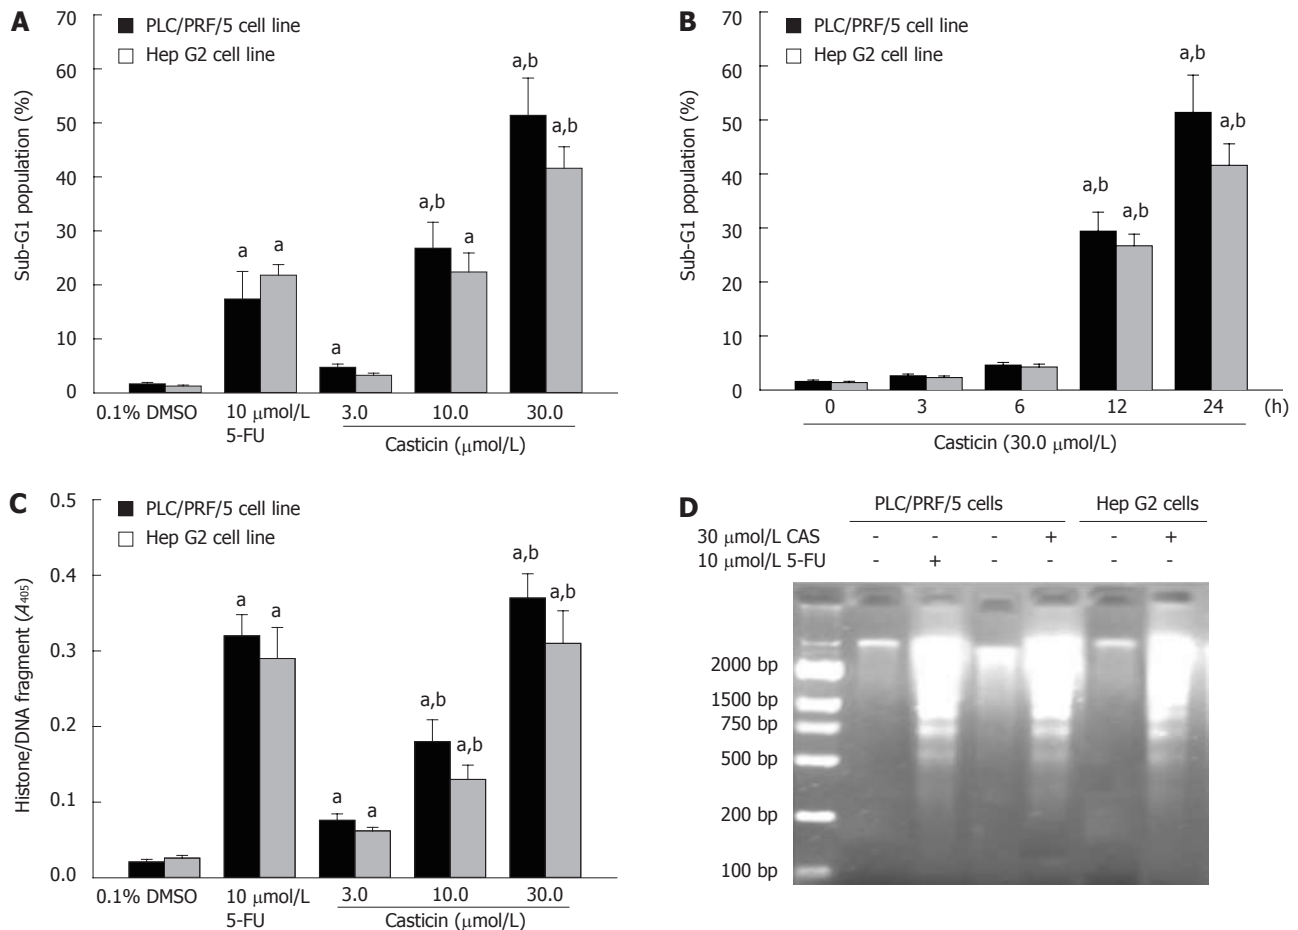 A
70
60
50
40
30
20
10
0
Sub-G1 population (%)
PLC/PRF/5 cell line
Hep G2 cell line
a
a
a
a,b
a
a,b
a,b
0.1% DMSO
10 μmol/L
5-FU
3.0
10.0
30.0
Casticin (μmol/L)
B
70
60
50
40
30
20
10
0
Sub-G1 population (%)
PLC/PRF/5 cell line
Hep G2 cell line
a,b
a,b
a,b
a,b
0
3
6
12
24
(h)
Casticin (30.0 μmol/L)
C
0.5
0.4
0.3
0.2
0.1
0.0
Histone/DNA fragment (A405)
PLC/PRF/5 cell line
Hep G2 cell line
a
a
a
a
a,b
a,b
a,b
a,b
0.1% DMSO
10 μmol/L
5-FU
3.0
10.0
30.0
Casticin (μmol/L)
D
PLC/PRF/5 cells
Hep G2 cells
30 μmol/L CAS - - - + - +
10 μmol/L 5-FU - + - - - -
2000 bp
1500 bp
750 bp
500 bp
200 bp
100 bp